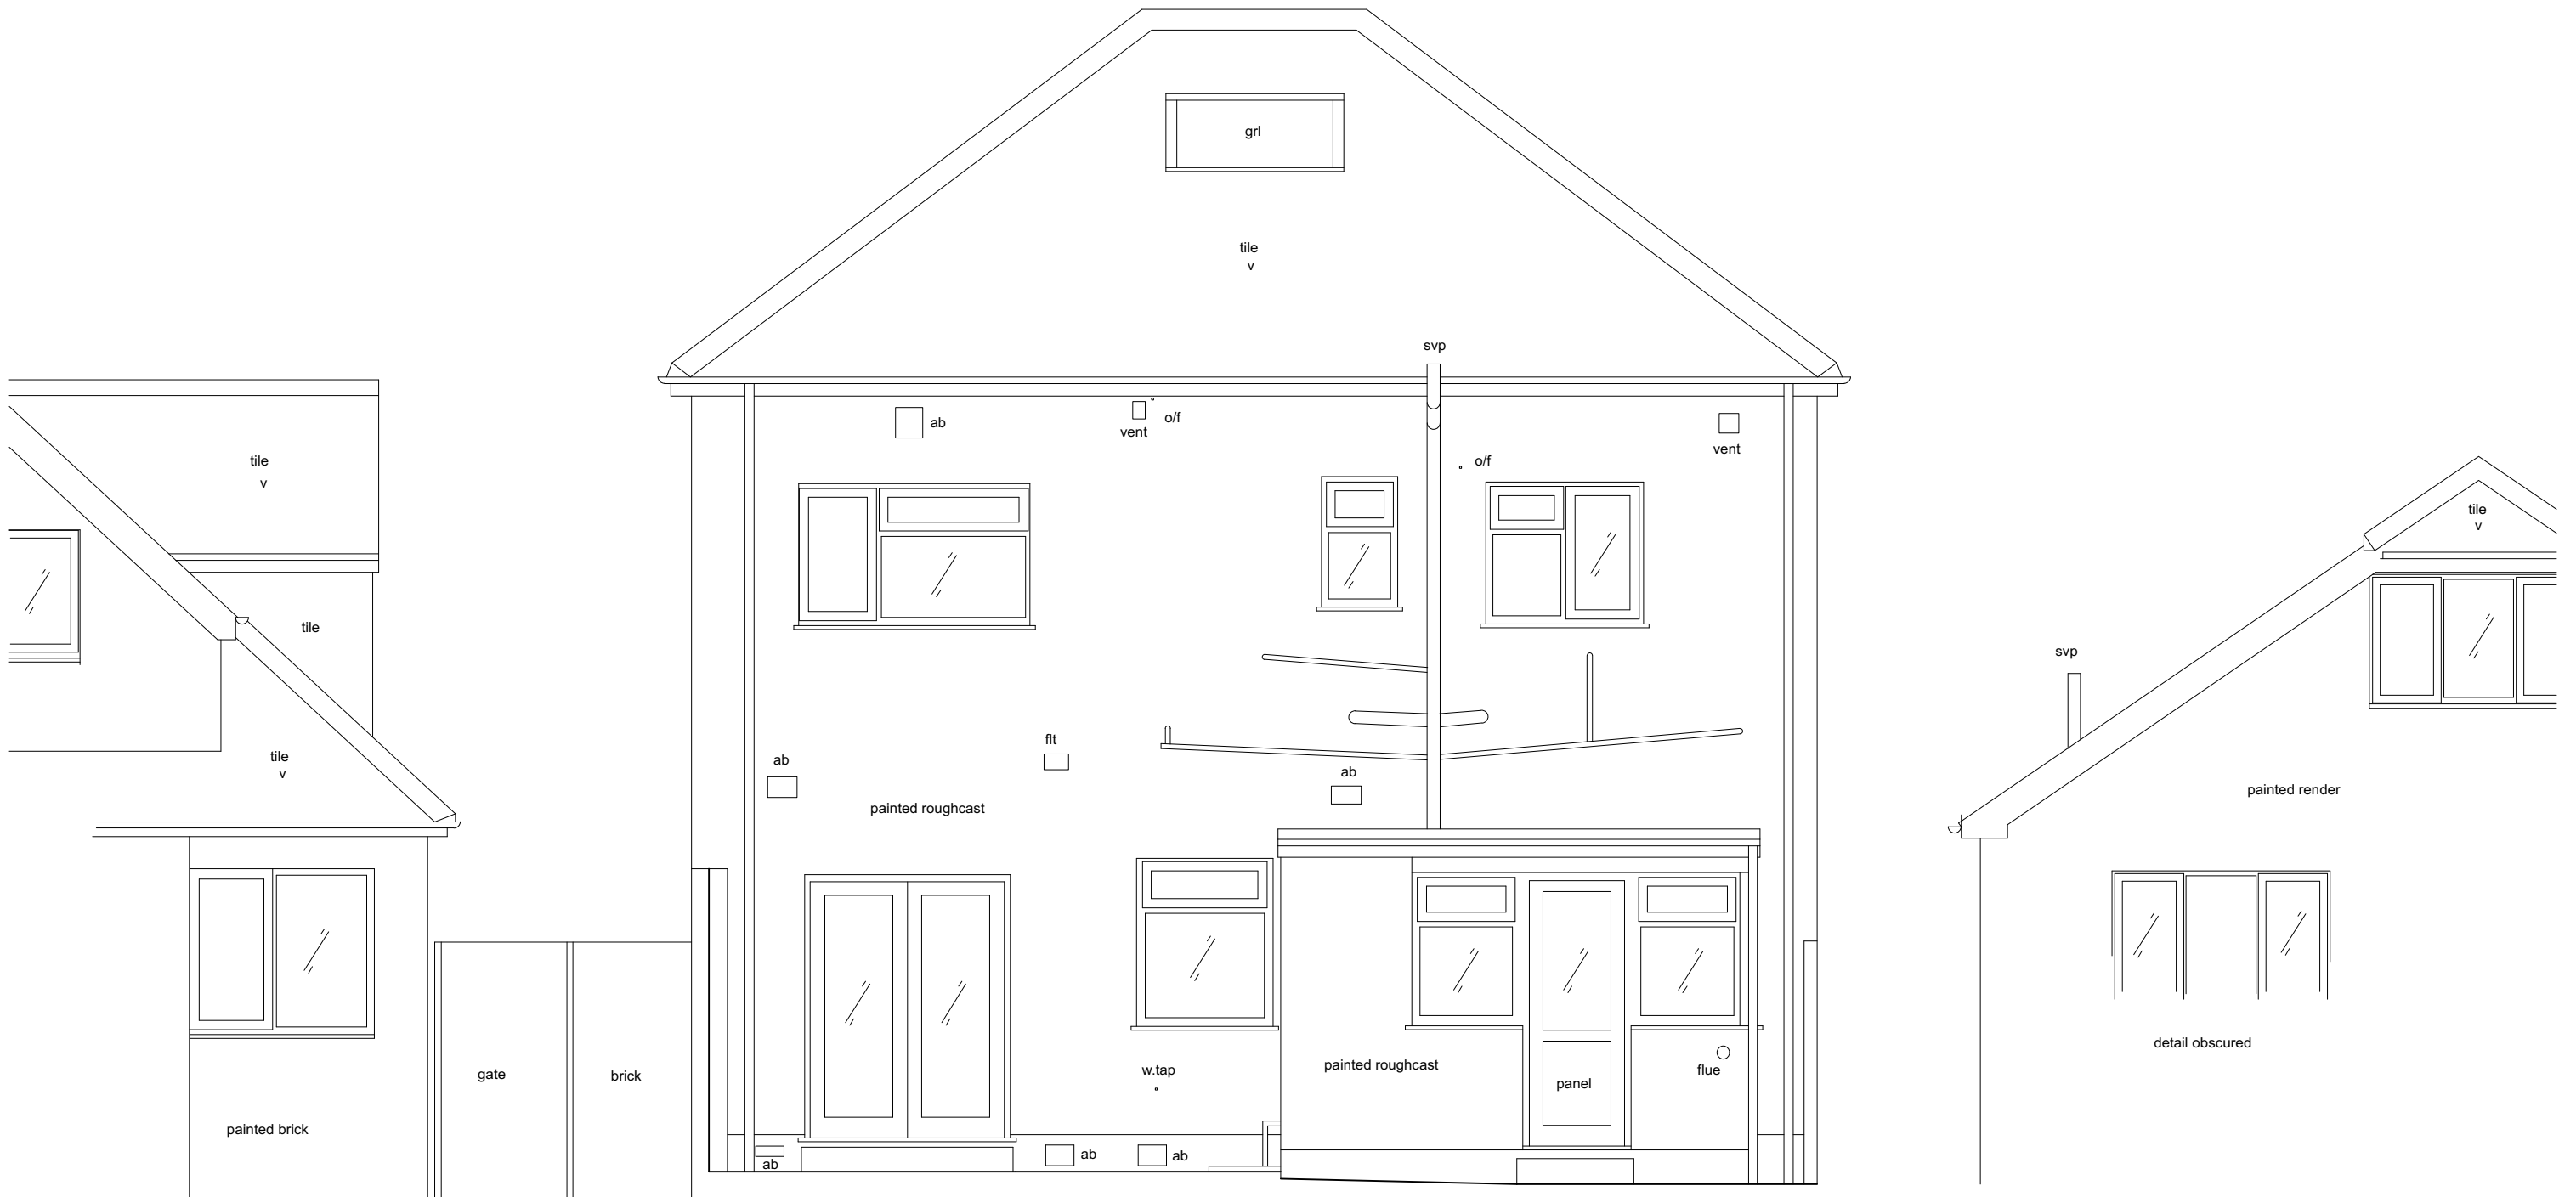 grl
tile
v
svp
ab
vent
o/f
o/f
vent
tile
v
tile
tile
v
ab
flt
ab
painted roughcast
svp
tile
v
painted render
gate
brick
painted brick
w.tap
painted roughcast
panel
flue
detail obscured
ab
ab
ab